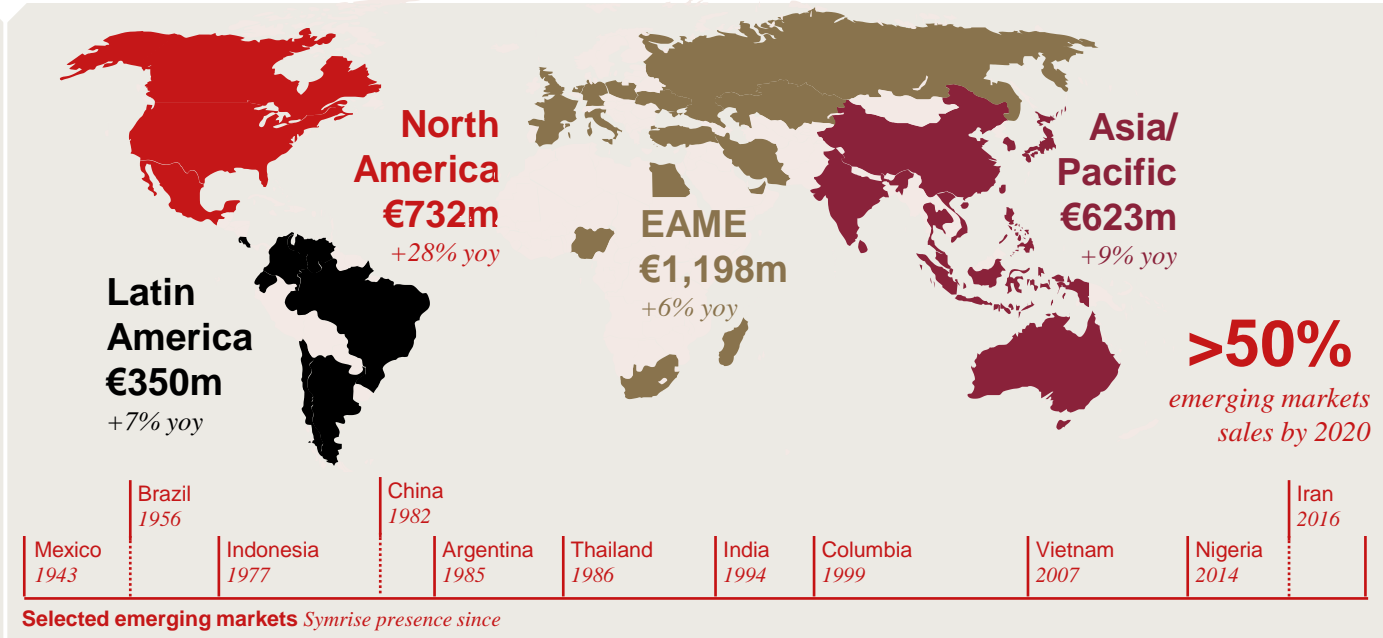 North
America
€732m
+28% yoy
Latin
America
€350m
+7% yoy
EAME
€1,198m
+6% yoy
Asia/
Pacific
€623m
+9% yoy
>50%
emerging markets
sales by 2020
Mexico
1943
Brazil
1956
Indonesia
1977
China
1982
Argentina
1985
Thailand
1986
India
1994
Columbia
1999
Vietnam
2007
Nigeria
2014
Iran
2016
Selected emerging markets Symrise presence since